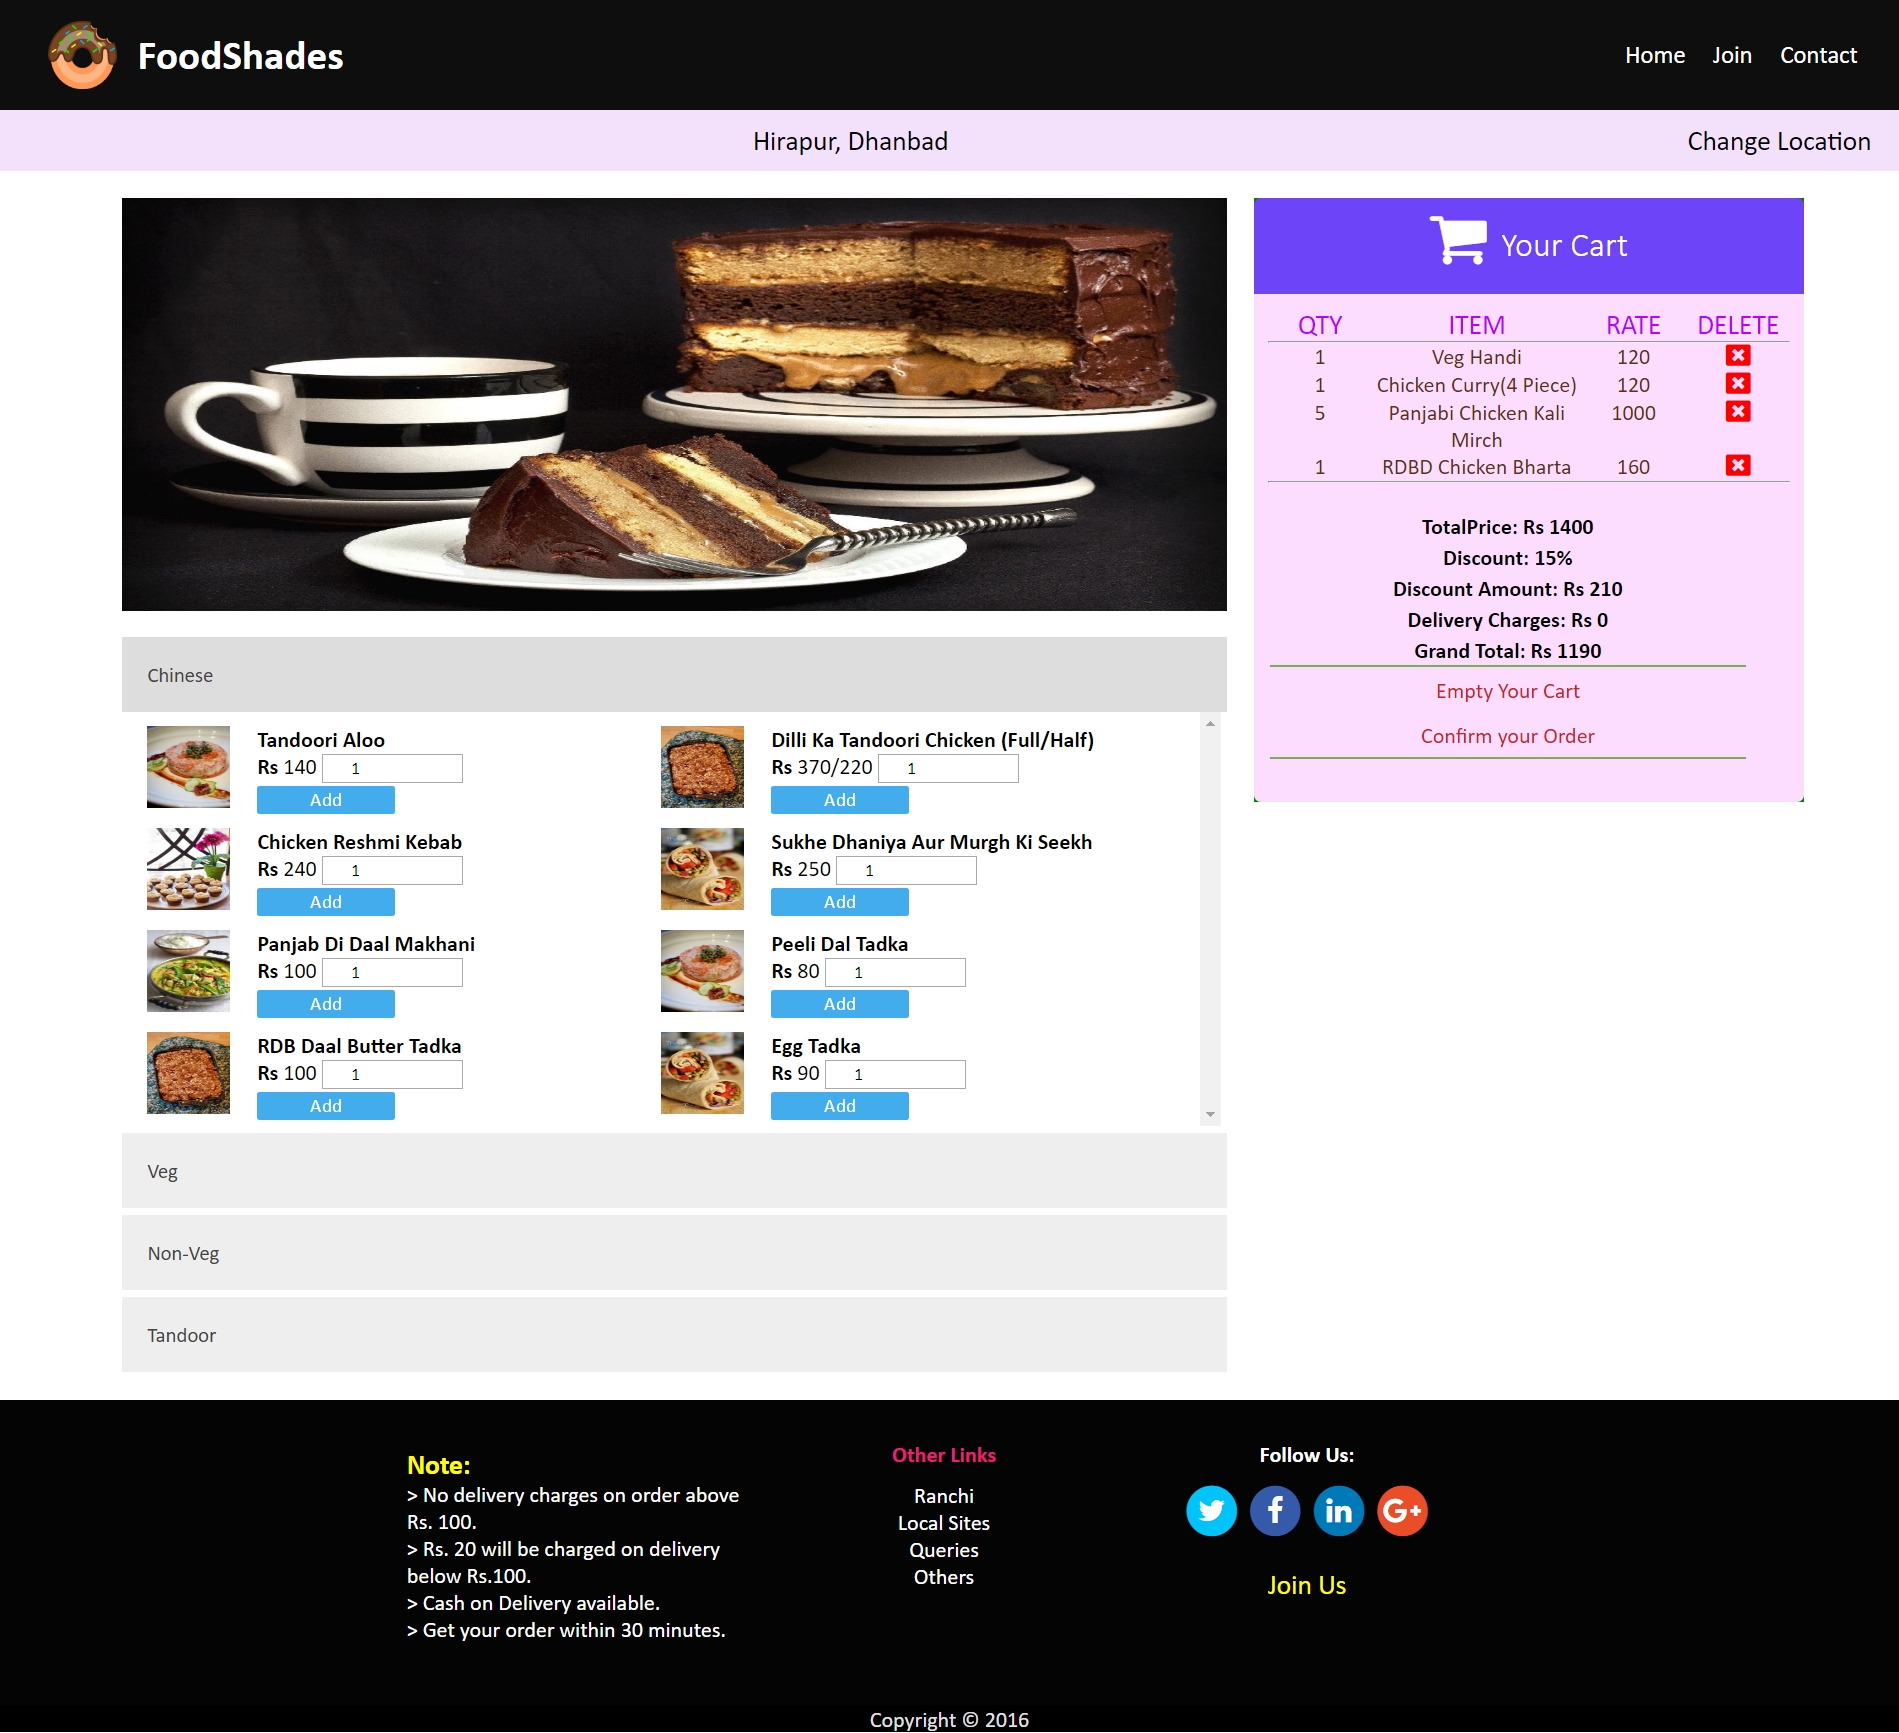 FoodShades
Home Join Contact
Hirapur, Dhanbad
Change Location
Your Cart
QTY ITEM RATE DELETE
1 Veg Handi 120
1 Chicken Curry(4 Piece) 120
5 Panjabi Chicken Kali 1000
Mirch
1 RDBD Chicken Bharta 160
TotalPrice: Rs 1400
Discount: 15%
Discount Amount: Rs 210
Delivery Charges: Rs 0
Grand Total: Rs 1190
Empty Your Cart
Confirm your Order
Chinese
Tandoori Aloo
Rs 140 1
Add
Dilli Ka Tandoori Chicken (Full/Half)
Rs 370/220 1
Add
Chicken Reshmi Kebab
Rs 240 1
Add
Sukhe Dhaniya Aur Murgh Ki Seekh
Rs 250 1
Add
Panjab Di Daal Makhani
Rs 100 1
Add
Peeli Dal Tadka
Rs 80 1
Add
RDB Daal Butter Tadka
Rs 100 1
Add
Egg Tadka
Rs 90 1
Add
Veg
Non-Veg
Tandoor
Note:
> No delivery charges on order above
Rs. 100.
> Rs. 20 will be charged on delivery
below Rs.100.
> Cash on Delivery available.
> Get your order within 30 minutes.
Other Links
Ranchi
Local Sites
Queries
Others
Follow Us:
f in G+
Join Us
Copyright © 2016